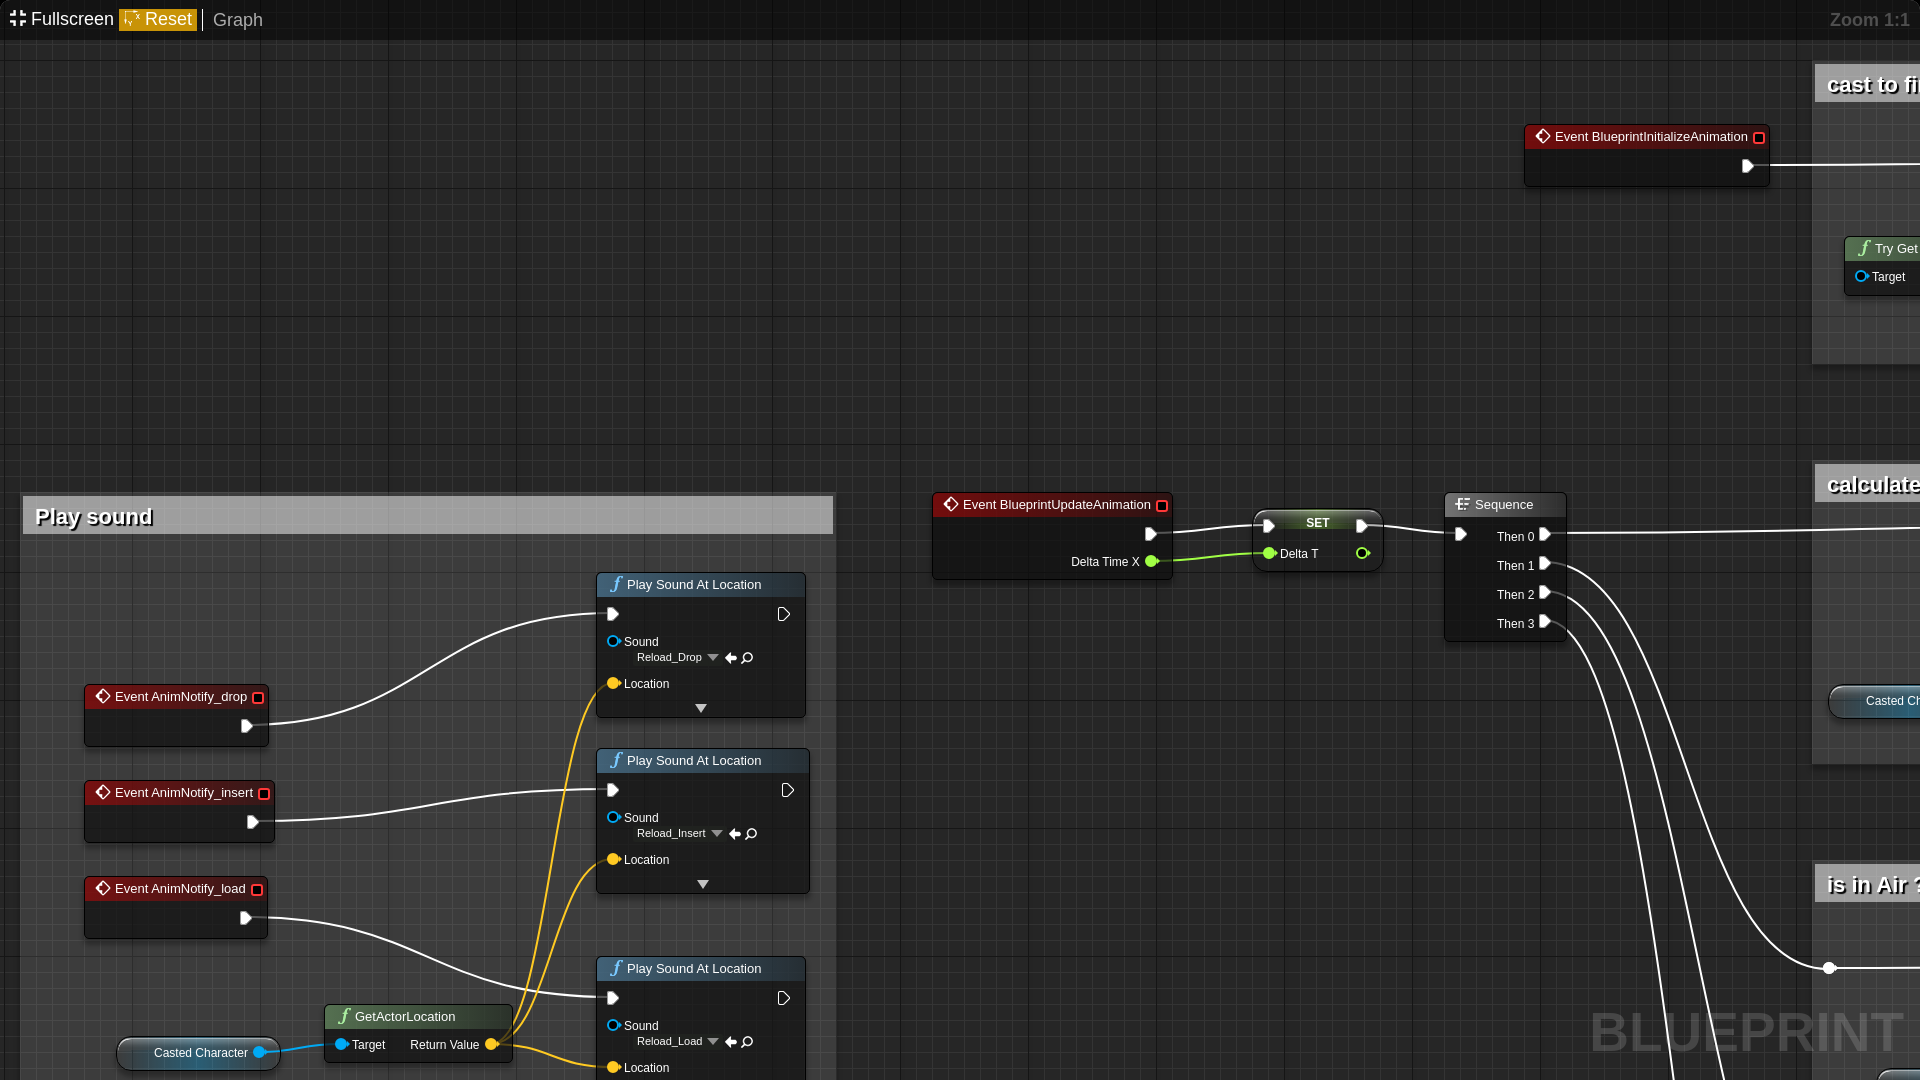 Fullscreen Reset Graph
Zoom 1:1
cast to
Event BlueprintInitializeAnimation
Try Get
Target
Play sound
Event BlueprintUpdateAnimation
Delta Time X
SET
Delta T
Sequence
Then 0
Then 1
Then 2
Then 3
calculate
Casted
is in Air ?
Play Sound At Location
Sound
Reload_Drop
Location
Event AnimNotify_drop
Play Sound At Location
Sound
Reload_Insert
Location
Event AnimNotify_insert
Event AnimNotify_load
Play Sound At Location
Sound
Reload_Load
Location
GetActorLocation
Target Return Value
Casted Character
BLUEPRINT